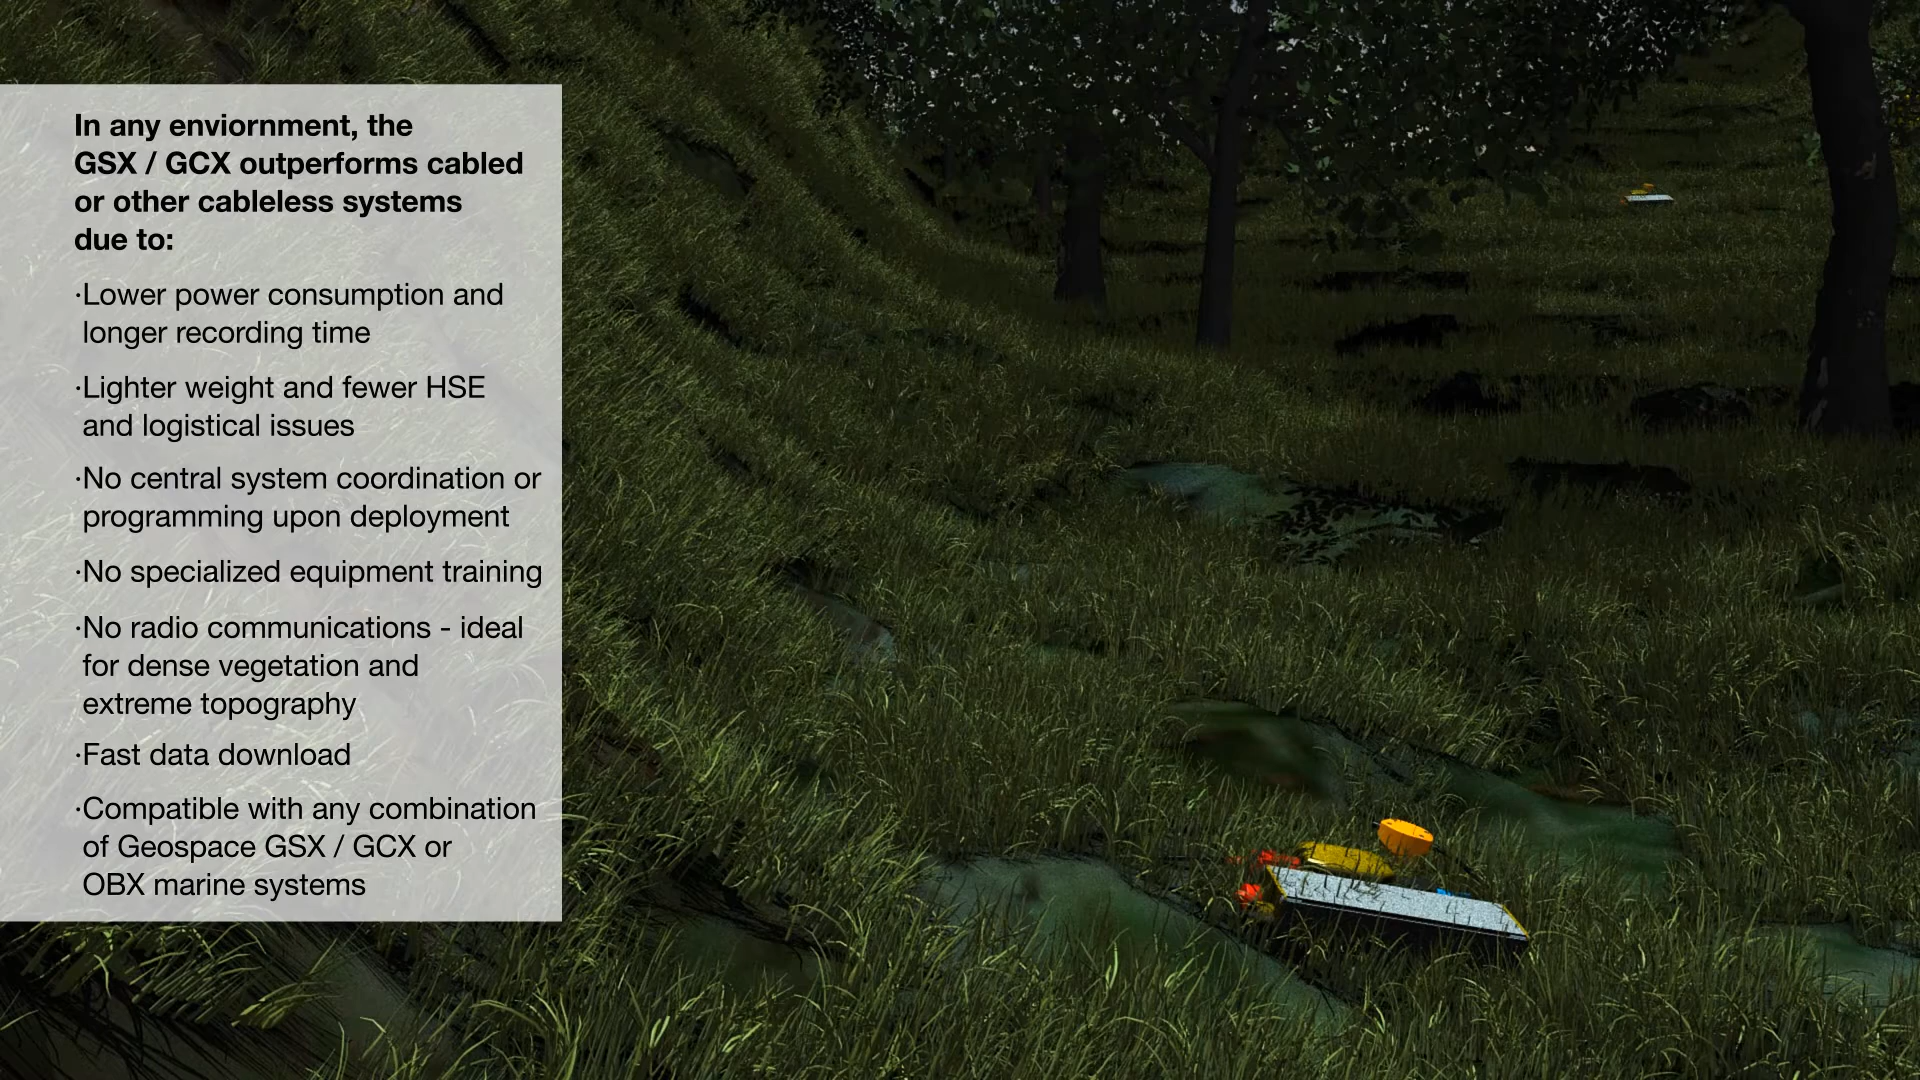 In any enviornment, the
GSX / GCX outperforms cabled
or other cableless systems
due to:
·Lower power consumption and
longer recording time
·Lighter weight and fewer HSE
and logistical issues
·No central system coordination or
programming upon deployment
·No specialized equipment training
·No radio communications - ideal
for dense vegetation and
extreme topography
·Fast data download
·Compatible with any combination
of Geospace GSX / GCX or
OBX marine systems